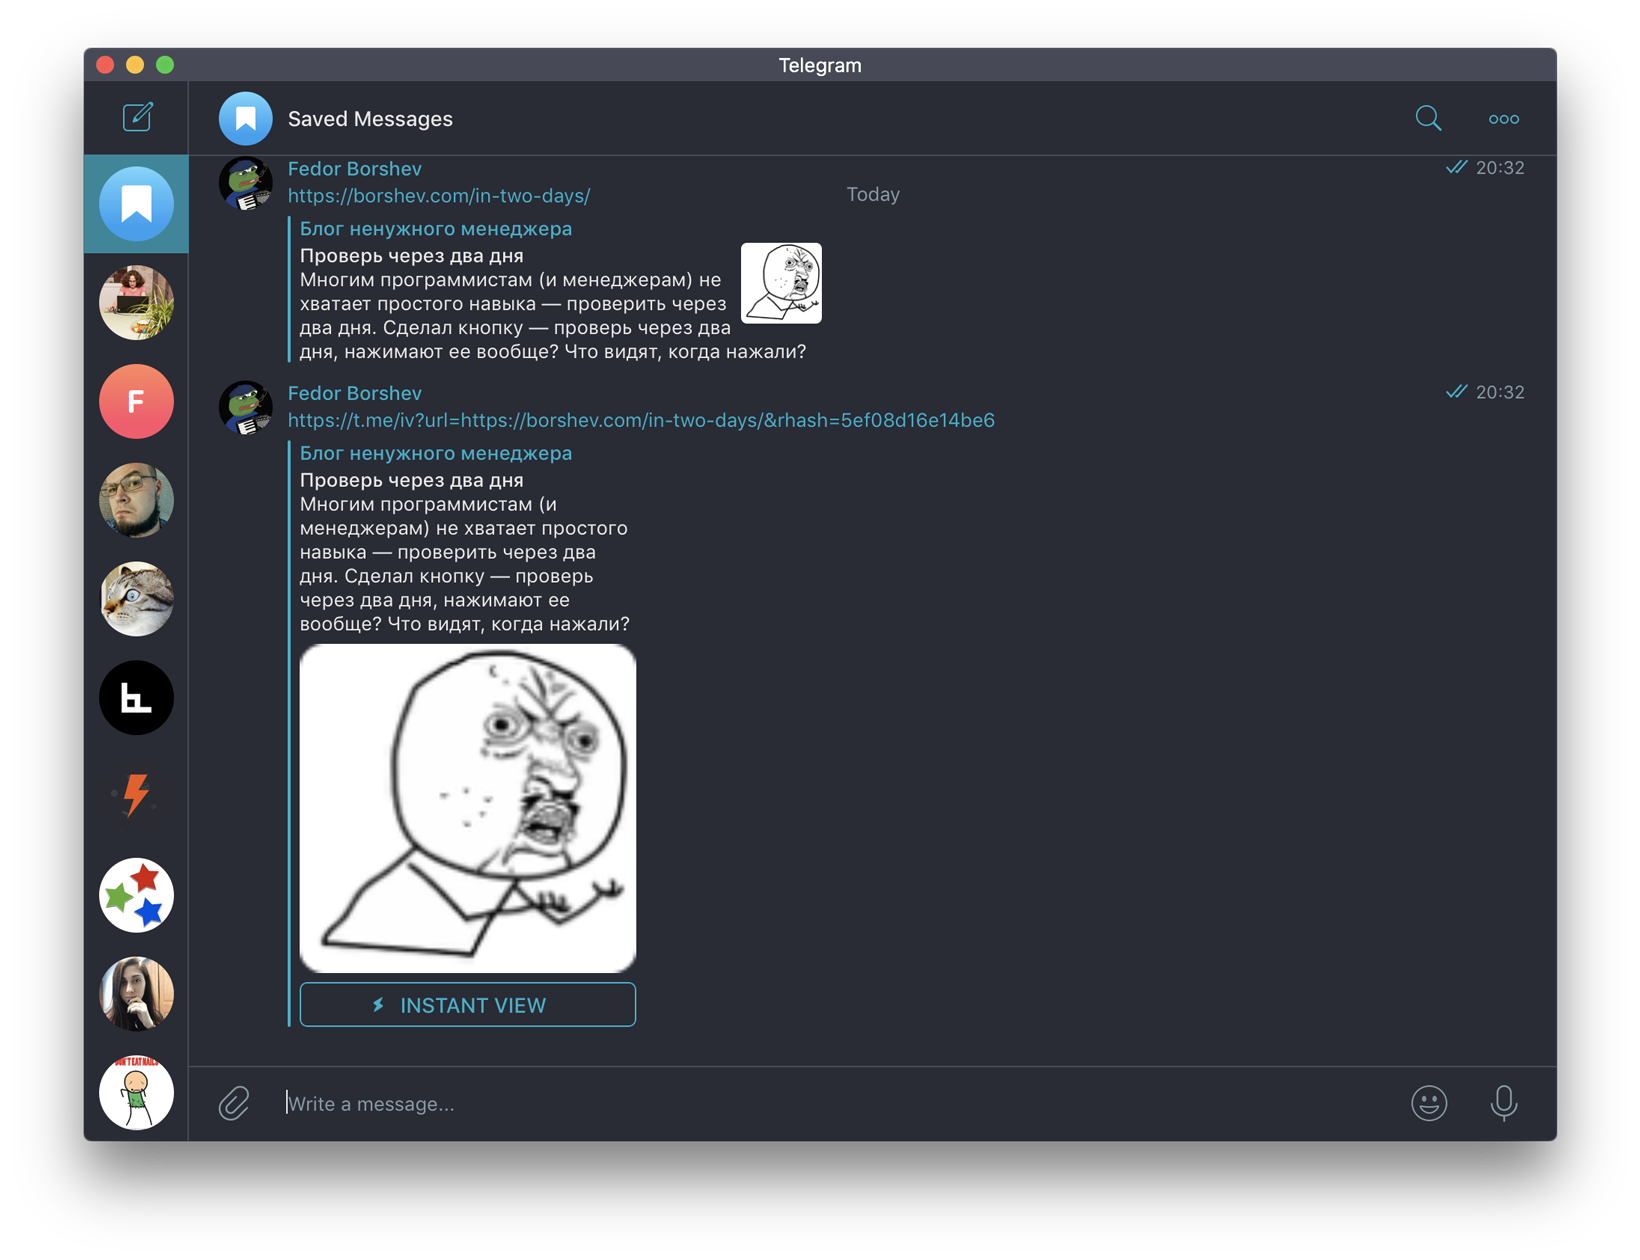 Telegram
Saved Messages
Fedor Borshev
20:32
https://borshev.com/in-two-days/
Today
Блог ненужного менеджера
Проверь через два дня
Многим программистам (и менеджерам) не
хватает простого навыка — проверить через
два дня. Сделал кнопку — проверь через два
дня, нажимают ее вообще? Что видят, когда нажали?
Fedor Borshev
20:32
https://t.me/iv?url=https://borshev.com/in-two-days/&rhash=5ef08d16e14be6
Блог ненужного менеджера
Проверь через два дня
Многим программистам (и
менеджерам) не хватает простого
навыка — проверить через два
дня. Сделал кнопку — проверь
через два дня, нажимают ее
вообще? Что видят, когда нажали?
INSTANT VIEW
Write a message...
F
DON'T EAT NAILS